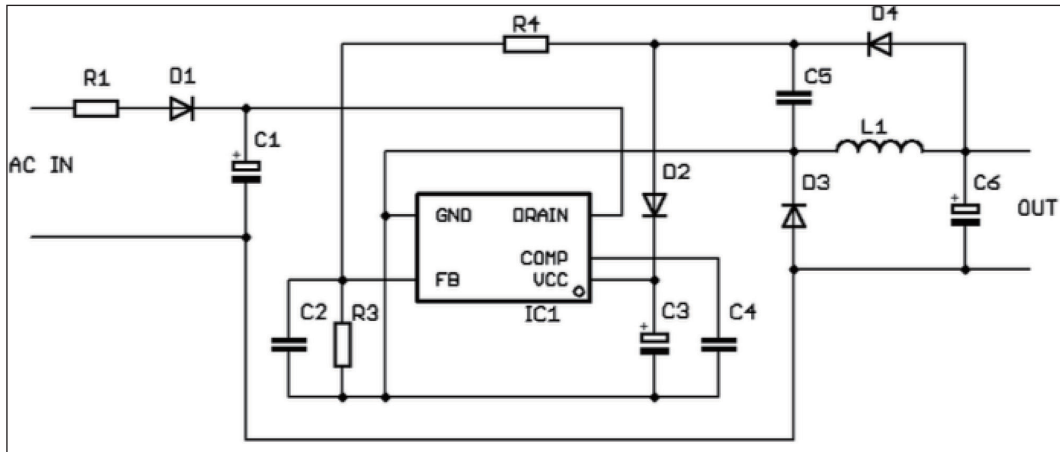 D4
R4
R1
D1
C5
C1
L1
AC IN
D2
D3
C6
GND
DRAIN
OUT
COMP
FB
VCC
C2
R3
IC1
C3
C4
+
+
+